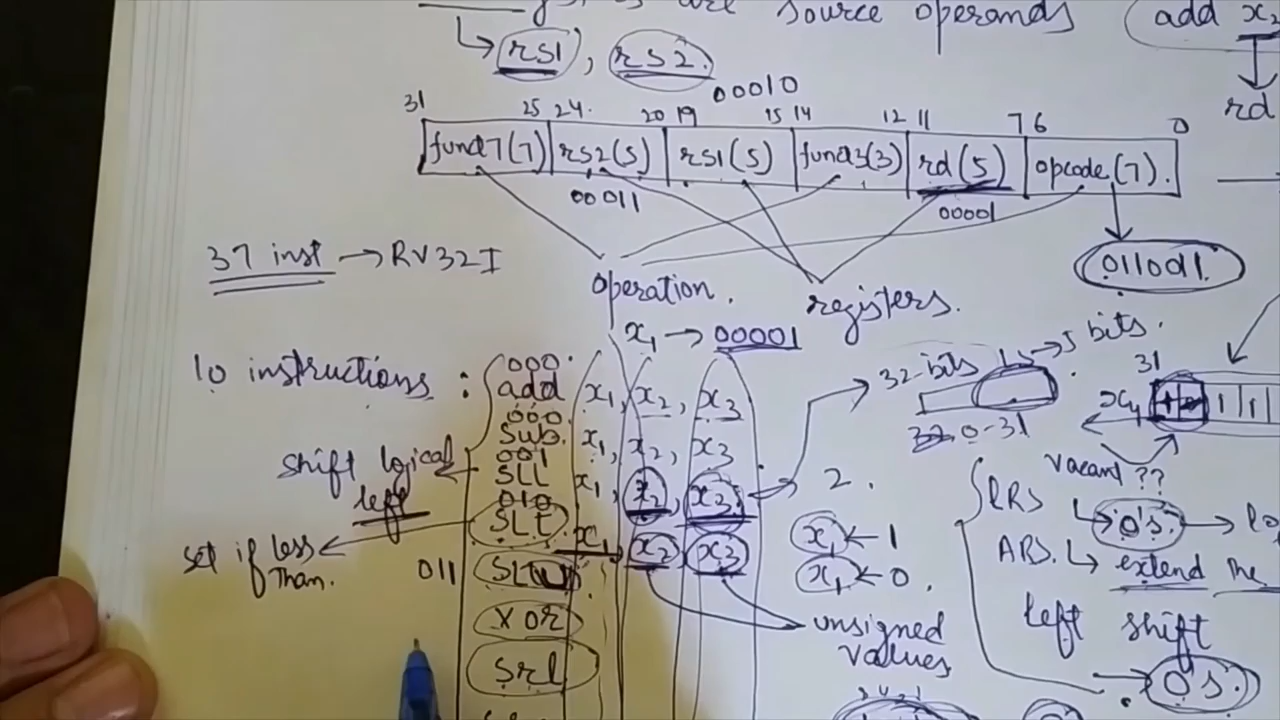 are source operands add x2
rs1, rs2.
rd
00010
31 25 24 20 19 15 14 12 11 7 6 0
funct7(7) rs2(5) rs1(5) funct3(3) rd(5) opcode(7).
00011 00001
0110011.
37 inst → RV32I
operation. registers.
x1 → 00001
10 instructions :
000
add x1, x2, x3
000
sub. x1, x2, x3
001
SLL x1, x2, x3.
010
SLt x1 x2 x3
011 SLtu
xor
srl
shift logical left
set if less than.
32-bits
5 bits.
0-31
2.
x1 ← 1
x1 ← 0.
unsigned values
31
x4
1 1
vacant ??
LRS
0's.
ARS. extend the
left shift
0's.